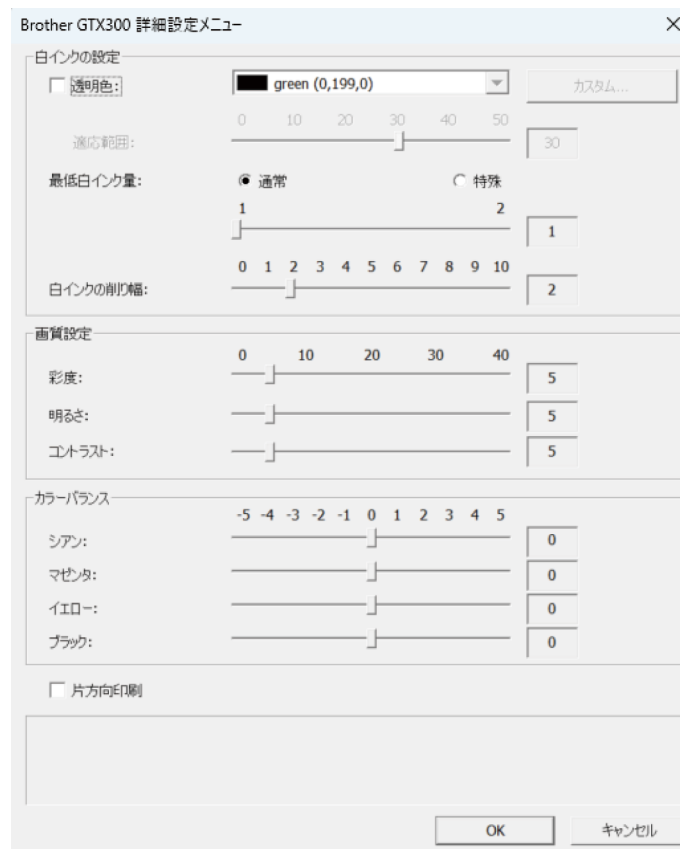 Brother GTX300 詳細設定メニュー
白インクの設定
透明色:
green (0,199,0)
カスタム...
0 10 20 30 40 50
適応範囲:
30
最低白インク量:
通常
特殊
1 2
1
0 1 2 3 4 5 6 7 8 9 10
白インクの削り幅:
2
画質設定
0 10 20 30 40
彩度:
5
明るさ:
5
コントラスト:
5
カラーバランス
-5 -4 -3 -2 -1 0 1 2 3 4 5
シアン:
0
マゼンタ:
0
イエロー:
0
ブラック:
0
片方向印刷
OK
キャンセル